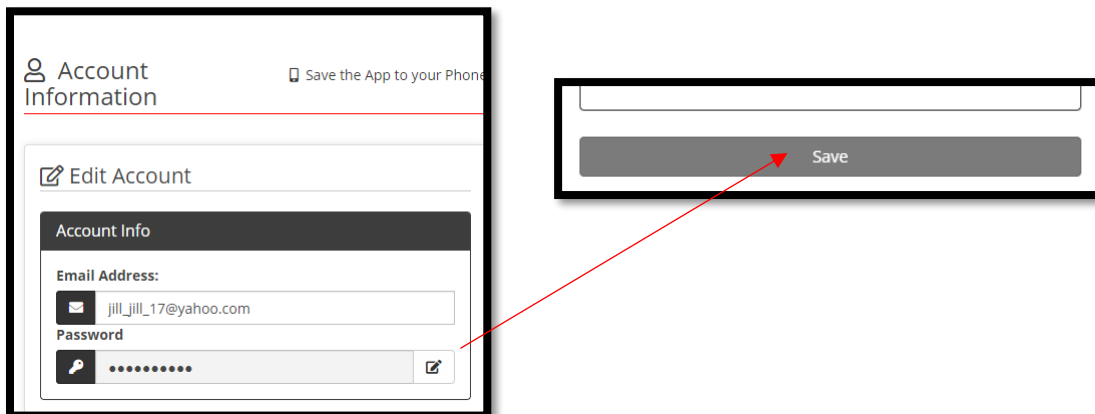 Account
Information
Save the App to your Phone
Edit Account
Account Info
Email Address:
jill_jill_17@yahoo.com
Password
••••••••••
Save